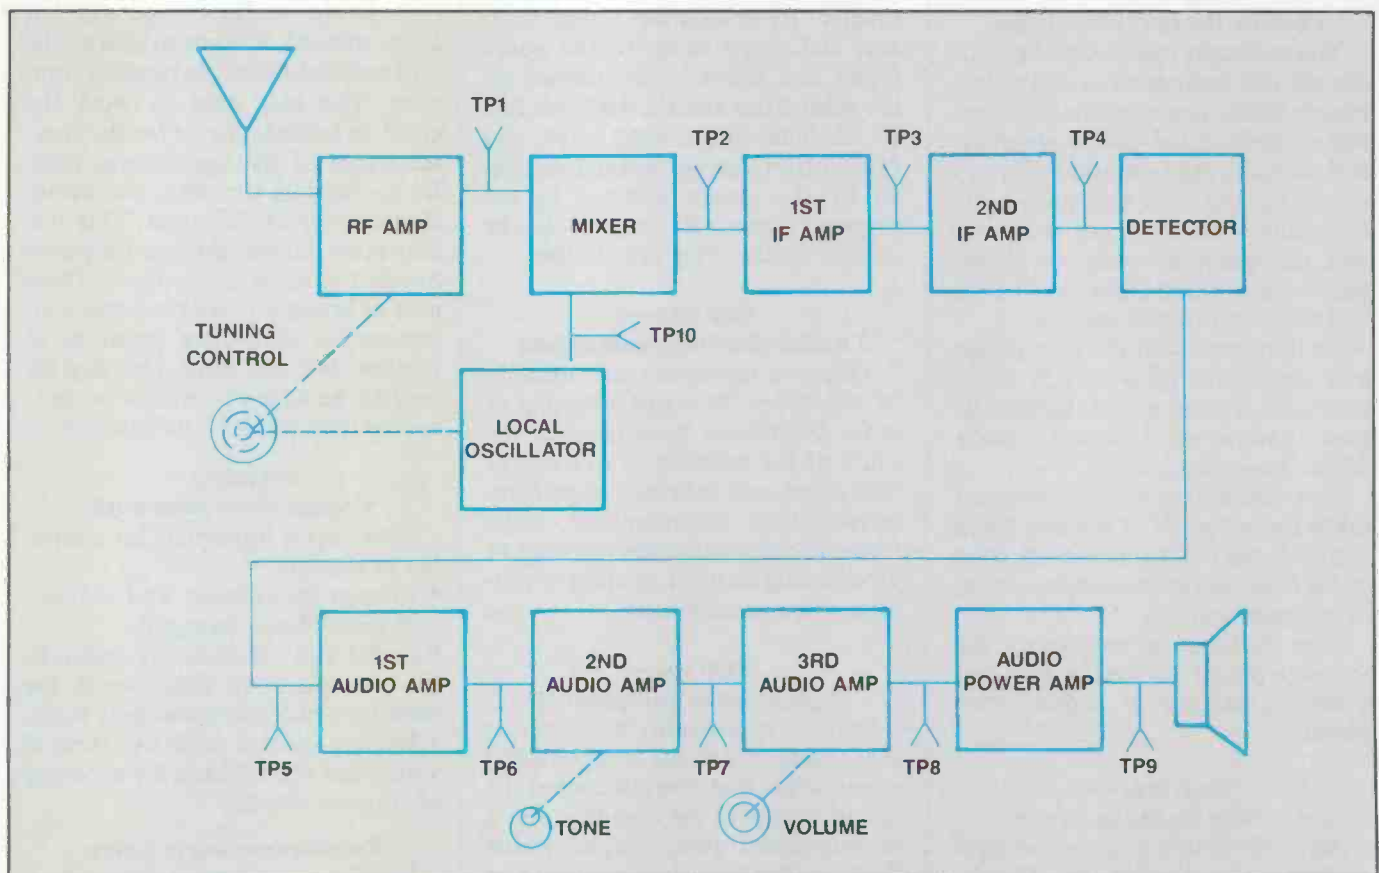 TP1
TP2
TP3
TP4
RF AMP
MIXER
1ST
IF AMP
2ND
IF AMP
DETECTOR
TP10
TUNING
CONTROL
LOCAL
OSCILLATOR
1ST
AUDIO AMP
2ND
AUDIO AMP
3RD
AUDIO AMP
AUDIO
POWER AMP
TP5
TP6
TP7
TP8
TP9
TONE
VOLUME